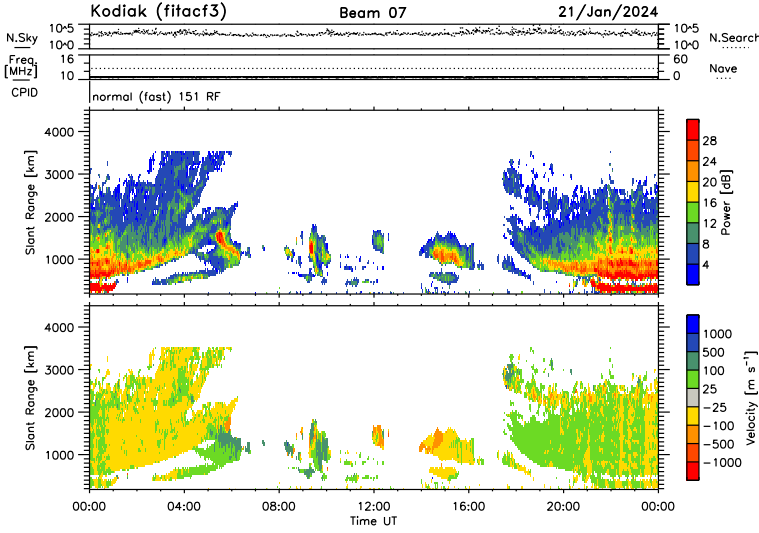 Kodiak (fitacf3) Beam 07 21/Jan/2024
N.Sky 10^5 10^0 10^5 10^0 N.Search
Freq. [MHz] 16 10 60 0 Nave
CPID normal (fast) 151 RF
Slant Range [km] 4000 3000 2000 1000
Power [dB] 28 24 20 16 12 8 4
Slant Range [km] 4000 3000 2000 1000
Velocity [m s⁻¹] 1000 500 100 25 −25 −100 −500 −1000
00:00 04:00 08:00 12:00 16:00 20:00 00:00
Time UT